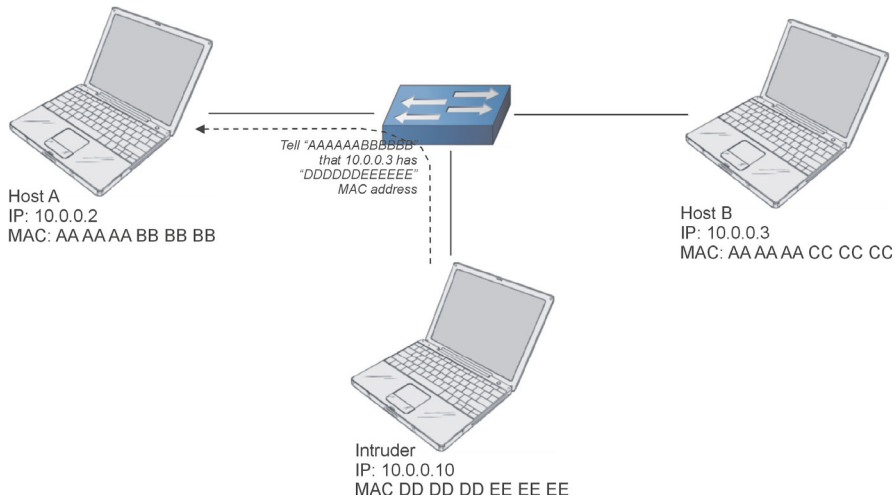 Tell “AAAAAABBBBBB”
that 10.0.0.3 has
“DDDDDDEEEEEE”
MAC address
Host A
IP: 10.0.0.2
MAC: AA AA AA BB BB BB
Host B
IP: 10.0.0.3
MAC: AA AA AA CC CC CC
Intruder
IP: 10.0.0.10
MAC DD DD DD EE EE EE